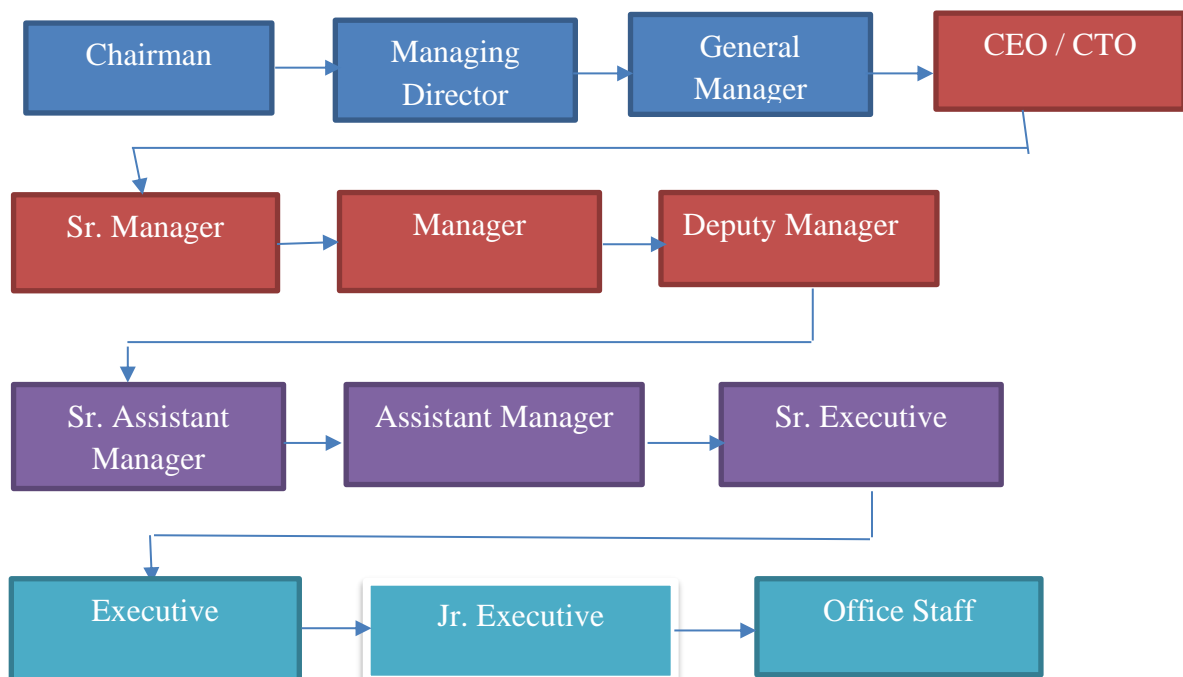 Chairman
Managing
Director
General
Manager
CEO / CTO
Sr. Manager
Manager
Deputy Manager
Sr. Assistant
Manager
Assistant Manager
Sr. Executive
Executive
Jr. Executive
Office Staff